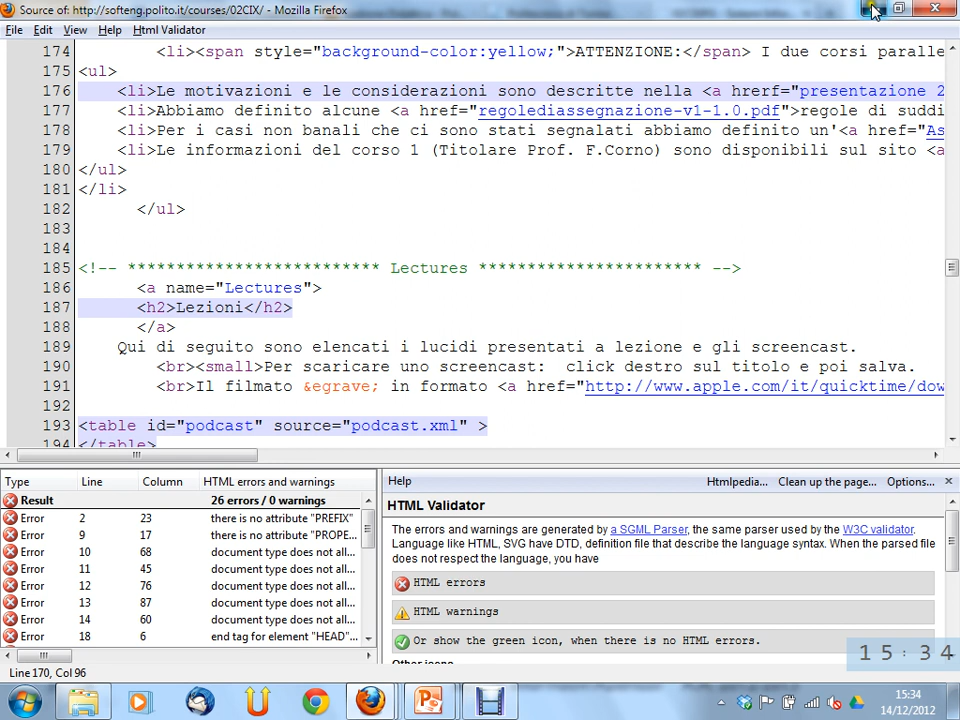 Source of: http://softeng.polito.it/courses/02CIX/ - Mozilla Firefox
File Edit View Help Html Validator
174 <li><span style="background-color:yellow;">ATTENZIONE:</span> I due corsi paralle
175 <ul>
176 <li>Le motivazioni e le considerazioni sono descritte nella <a hrerf="presentazione 2
177 <li>Abbiamo definito alcune <a href="regolediassegnazione-v1-1.0.pdf">regole di suddi
178 <li>Per i casi non banali che ci sono stati segnalati abbiamo definito un'<a href="As
179 <li>Le informazioni del corso 1 (Titolare Prof. F.Corno) sono disponibili sul sito <a
180 </ul>
181 </li>
182 </ul>
183
184
185 <!-- ************************** Lectures *********************** -->
186 <a name="Lectures">
187 <h2>Lezioni</h2>
188 </a>
189 Qui di seguito sono elencati i lucidi presentati a lezione e gli screencast.
190 <br><small>Per scaricare uno screencast: click destro sul titolo e poi salva.
191 <br>Il filmato &egrave; in formato <a href="http://www.apple.com/it/quicktime/dow
192
193 <table id="podcast" source="podcast.xml" >
194 </table>
Type Line Column HTML errors and warnings
Result 26 errors / 0 warnings
Error 2 23 there is no attribute "PREFIX"
Error 9 17 there is no attribute "PROPE...
Error 10 68 document type does not all...
Error 11 45 document type does not all...
Error 12 76 document type does not all...
Error 13 87 document type does not all...
Error 14 60 document type does not all...
Error 18 6 end tag for element "HEAD"...
Help Htmlpedia... Clean up the page... Options...
HTML Validator
The errors and warnings are generated by a SGML Parser, the same parser used by the W3C validator.
Language like HTML, SVG have DTD, definition file that describe the language syntax. When the parsed file
does not respect the language, you have
HTML errors
HTML warnings
Or show the green icon, when there is no HTML errors.
Other icons
15:34
Line 170, Col 96
15:34
14/12/2012